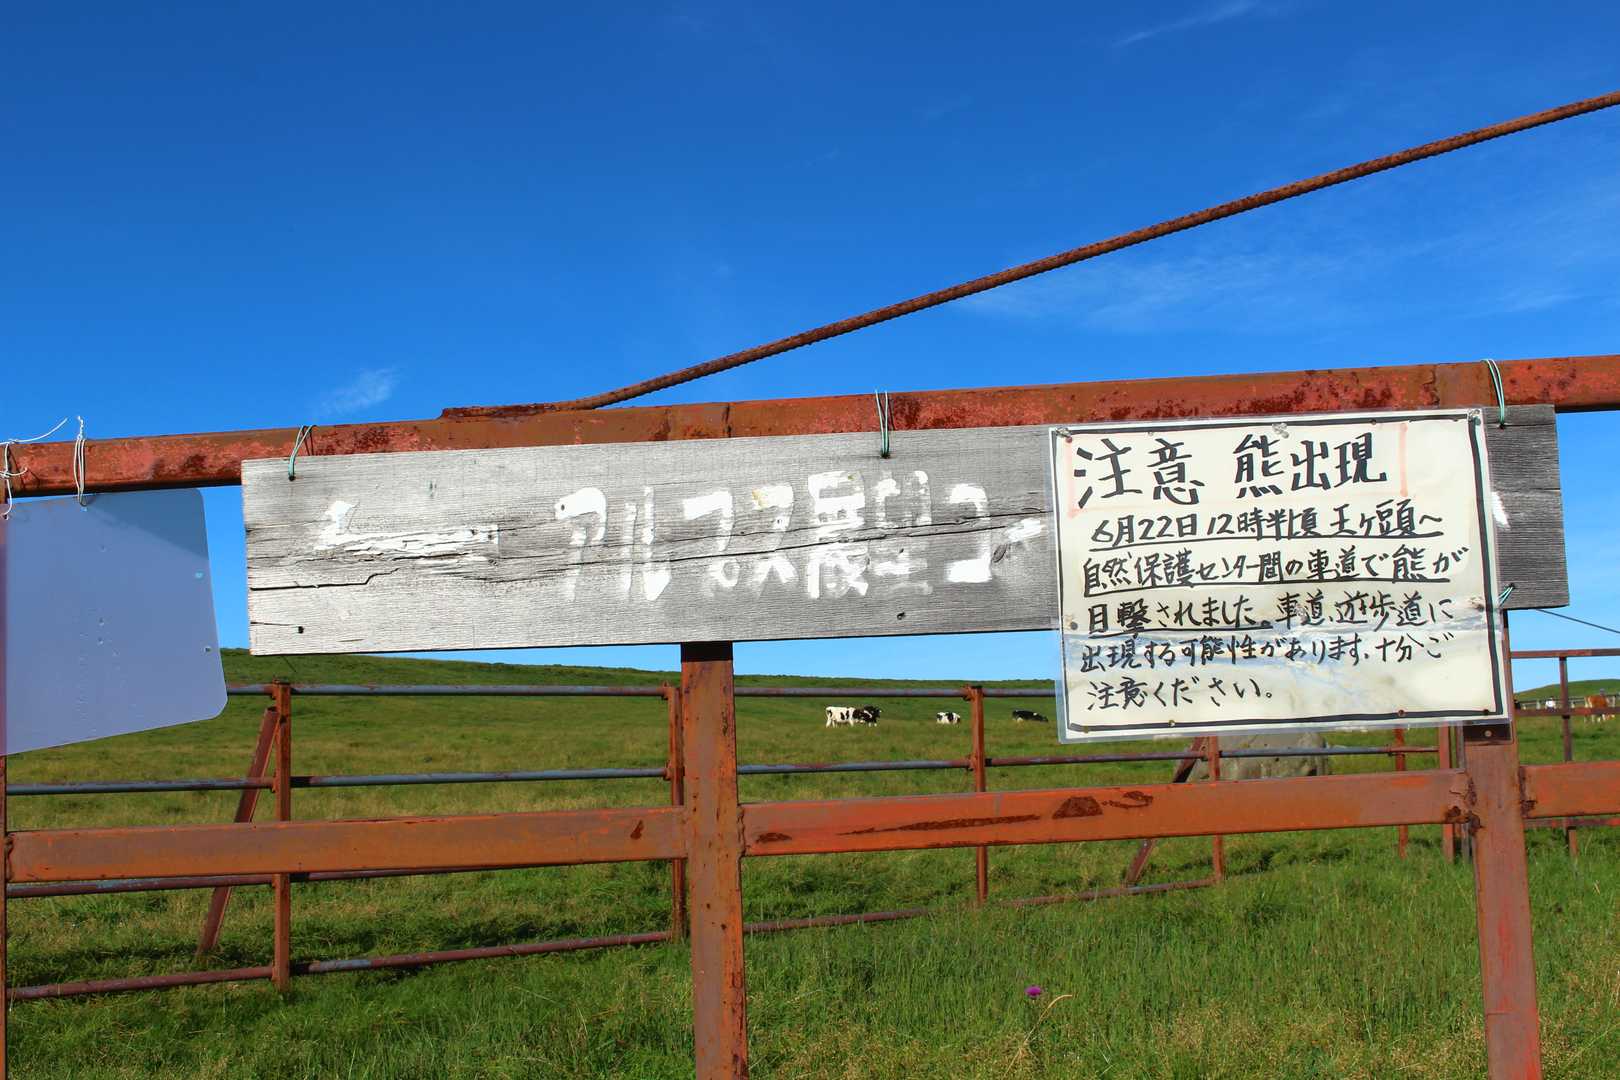 アルプス展望コー
注意 熊出現
6月22日12時半頃 王ヶ頭〜
自然保護センター間の車道で熊が
目撃されました。車道、遊歩道に
出現する可能性があります、十分ご
注意ください。